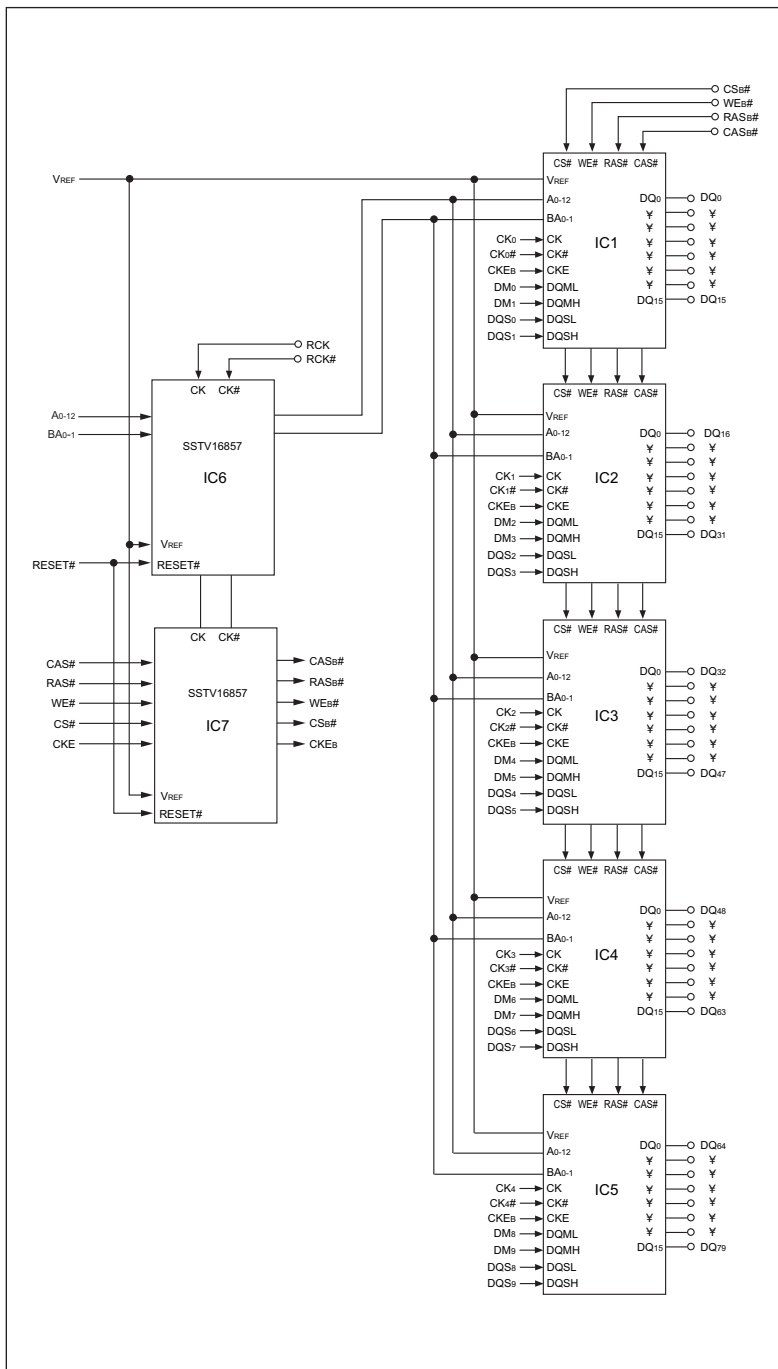 CSB#
WEB#
RASB#
CASB#
CS# WE# RAS# CAS#
VREF
VREF
A0-12
BA0-1
CK0 CK
CK0# CK#
CKEB CKE
DM0 DQML
DM1 DQMH
DQS0 DQSL
DQS1 DQSH
IC1
DQ0 DQ0
¥ ¥
¥ ¥
¥ ¥
¥ ¥
¥ ¥
¥ ¥
DQ15 DQ15
RCK
RCK#
CK CK#
A0-12
BA0-1
SSTV16857
IC6
VREF
RESET#
RESET#
CK CK#
CAS#
RAS#
WE#
CS#
CKE
SSTV16857
IC7
CASB#
RASB#
WEB#
CSB#
CKEB
VREF
RESET#
CS# WE# RAS# CAS#
VREF
A0-12
BA0-1
CK1 CK
CK1# CK#
CKEB CKE
DM2 DQML
DM3 DQMH
DQS2 DQSL
DQS3 DQSH
IC2
DQ0 DQ16
¥ ¥
¥ ¥
¥ ¥
¥ ¥
¥ ¥
¥ ¥
DQ15 DQ31
CS# WE# RAS# CAS#
VREF
A0-12
BA0-1
CK2 CK
CK2# CK#
CKEB CKE
DM4 DQML
DM5 DQMH
DQS4 DQSL
DQS5 DQSH
IC3
DQ0 DQ32
¥ ¥
¥ ¥
¥ ¥
¥ ¥
¥ ¥
¥ ¥
DQ15 DQ47
CS# WE# RAS# CAS#
VREF
A0-12
BA0-1
CK3 CK
CK3# CK#
CKEB CKE
DM6 DQML
DM7 DQMH
DQS6 DQSL
DQS7 DQSH
IC4
DQ0 DQ48
¥ ¥
¥ ¥
¥ ¥
¥ ¥
¥ ¥
¥ ¥
DQ15 DQ63
CS# WE# RAS# CAS#
VREF
A0-12
BA0-1
CK4 CK
CK4# CK#
CKEB CKE
DM8 DQML
DM9 DQMH
DQS8 DQSL
DQS9 DQSH
IC5
DQ0 DQ64
¥ ¥
¥ ¥
¥ ¥
¥ ¥
¥ ¥
¥ ¥
DQ15 DQ79